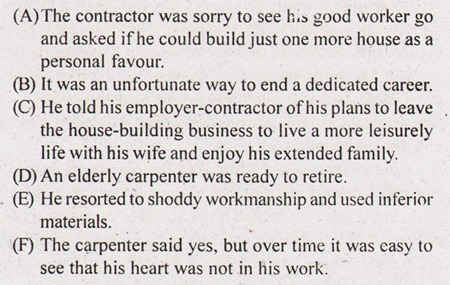 (A) The contractor was sorry to see his good worker go
and asked if he could build just one more house as a
personal favour.
(B) It was an unfortunate way to end a dedicated career.
(C) He told his employer-contractor of his plans to leave
the house-building business to live a more leisurely
life with his wife and enjoy his extended family.
(D) An elderly carpenter was ready to retire.
(E) He resorted to shoddy workmanship and used inferior
materials.
(F) The carpenter said yes, but over time it was easy to
see that his heart was not in his work.